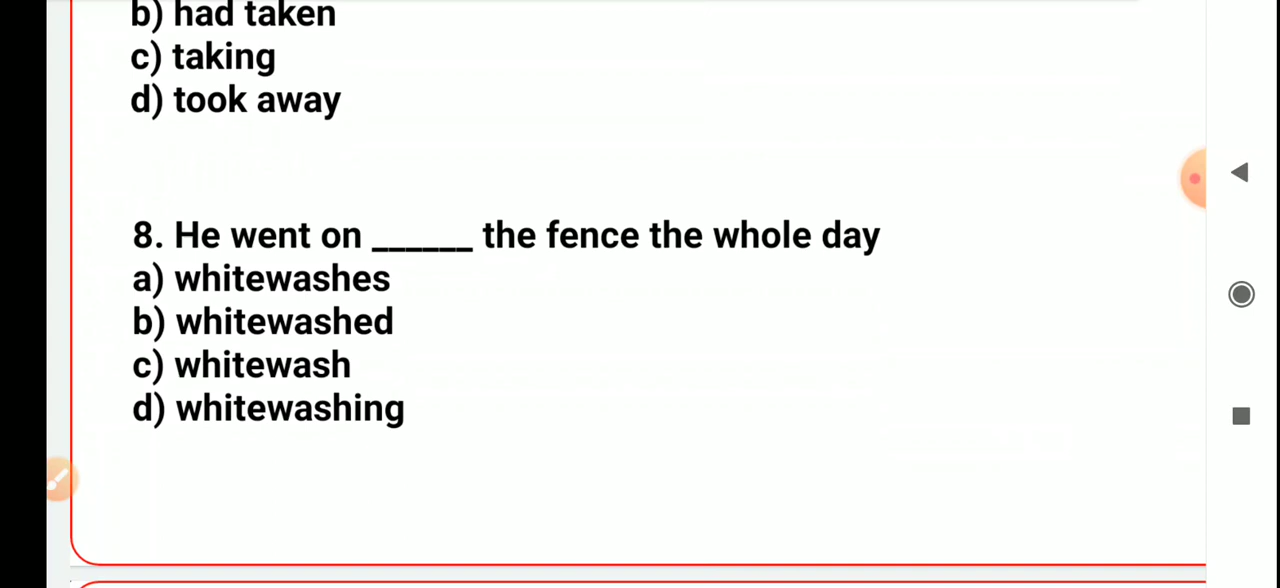 b) had taken
c) taking
d) took away
8. He went on ______ the fence the whole day
a) whitewashes
b) whitewashed
c) whitewash
d) whitewashing